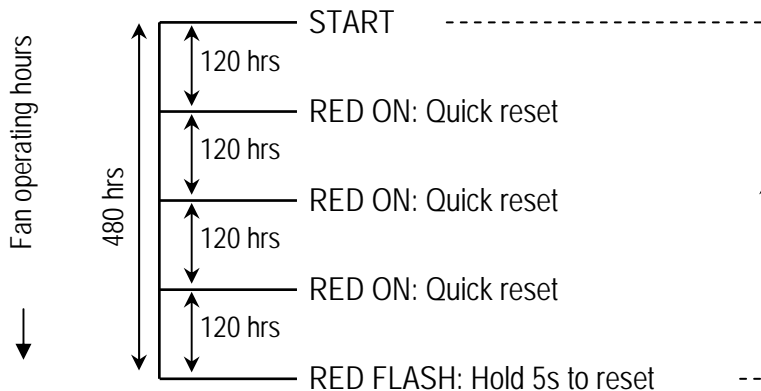 START
120 hrs
RED ON: Quick reset
120 hrs
RED ON: Quick reset
120 hrs
RED ON: Quick reset
120 hrs
RED FLASH: Hold 5s to reset
480 hrs
Fan operating hours